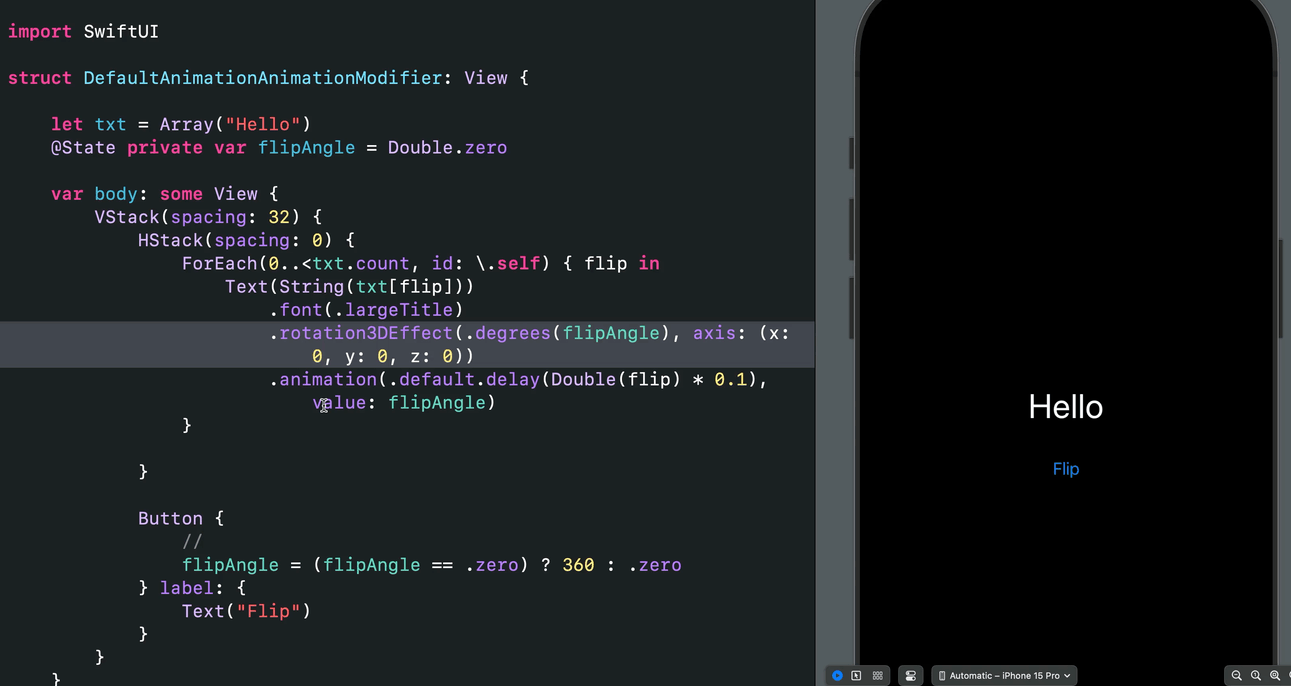 import SwiftUI
struct DefaultAnimationAnimationModifier: View {
let txt = Array("Hello")
@State private var flipAngle = Double.zero
var body: some View {
VStack(spacing: 32) {
HStack(spacing: 0) {
ForEach(0..<txt.count, id: \.self) { flip in
Text(String(txt[flip]))
.font(.largeTitle)
.rotation3DEffect(.degrees(flipAngle), axis: (x:
0, y: 0, z: 0))
.animation(.default.delay(Double(flip) * 0.1),
value: flipAngle)
}
}
Button {
//
flipAngle = (flipAngle == .zero) ? 360 : .zero
} label: {
Text("Flip")
}
}
}
Hello
Flip
Automatic – iPhone 15 Pro